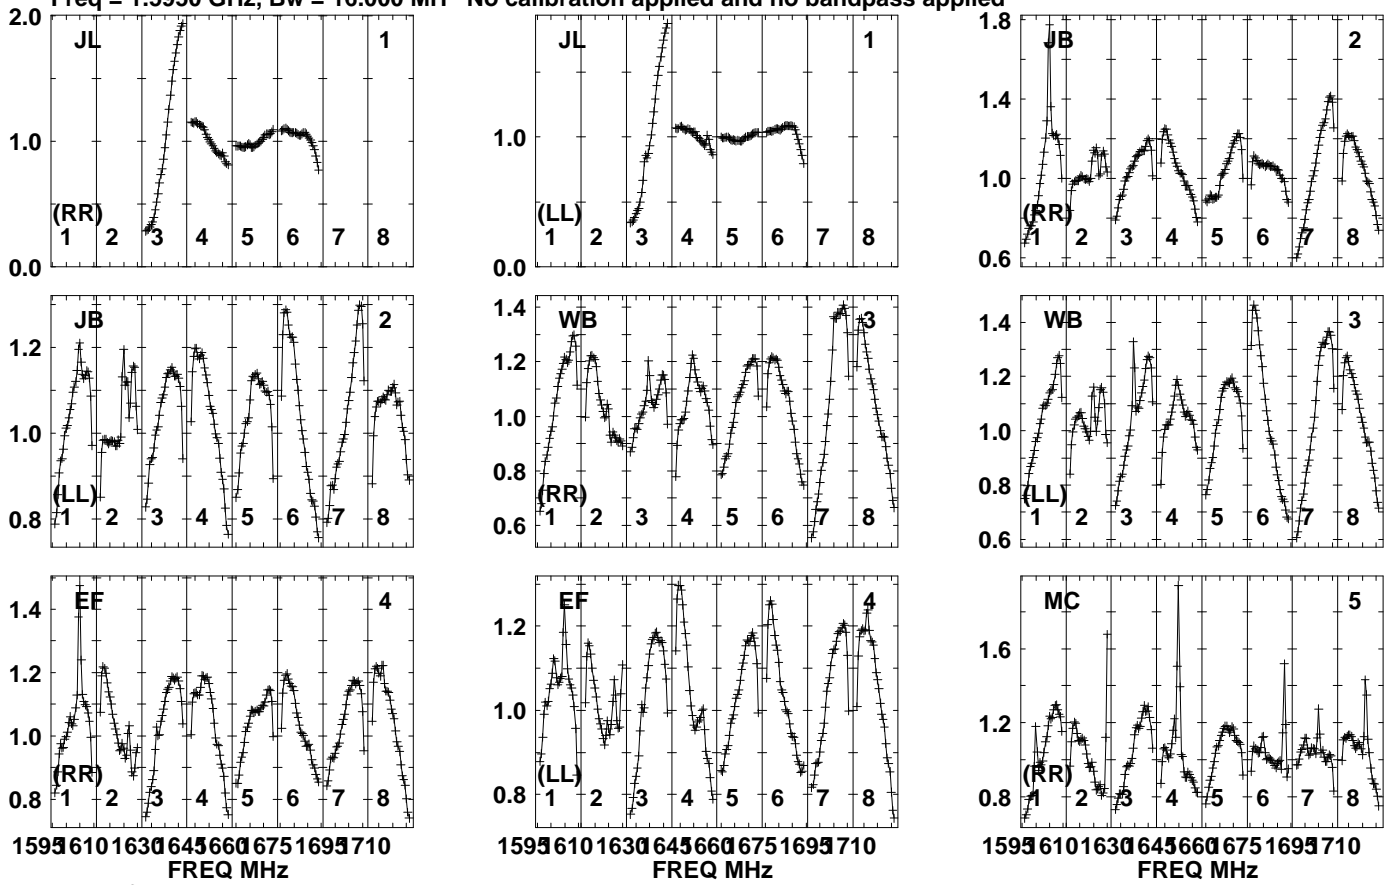 Freq = 1.5950 GHz, Bw = 16.000 MH No calibration applied and no bandpass applied
2.0 JL 1 JL 1 1.8 JB 2
1.4
1.0 1.0 1.0
(RR) (LL) (RR)
1 2 3 4 5 6 7 8 1 2 3 4 5 6 7 8 1 2 3 4 5 6 7 8
0.0 0.0 0.6
JB 2 1.4 WB 3 1.4 WB 3
1.2 1.2 1.2
1.0 1.0 1.0
0.8 0.8
(LL) (RR) (LL)
1 2 3 4 5 6 7 8 1 2 3 4 5 6 7 8 1 2 3 4 5 6 7 8
0.8 0.6 0.6
EF 4 EF 4 MC 5
1.4 1.2 1.6
1.2 1.0 1.2
1.0
(RR) (LL) (RR)
0.8 1 2 3 4 5 6 7 8 0.8 1 2 3 4 5 6 7 8 0.8 1 2 3 4 5 6 7 8
1595 1610 1630 1645 1660 1678 1695 1710 1595 1610 1630 1645 1660 1678 1695 1710 1595 1610 1630 1645 1660 1678 1695 1710
FREQ MHz FREQ MHz FREQ MHz